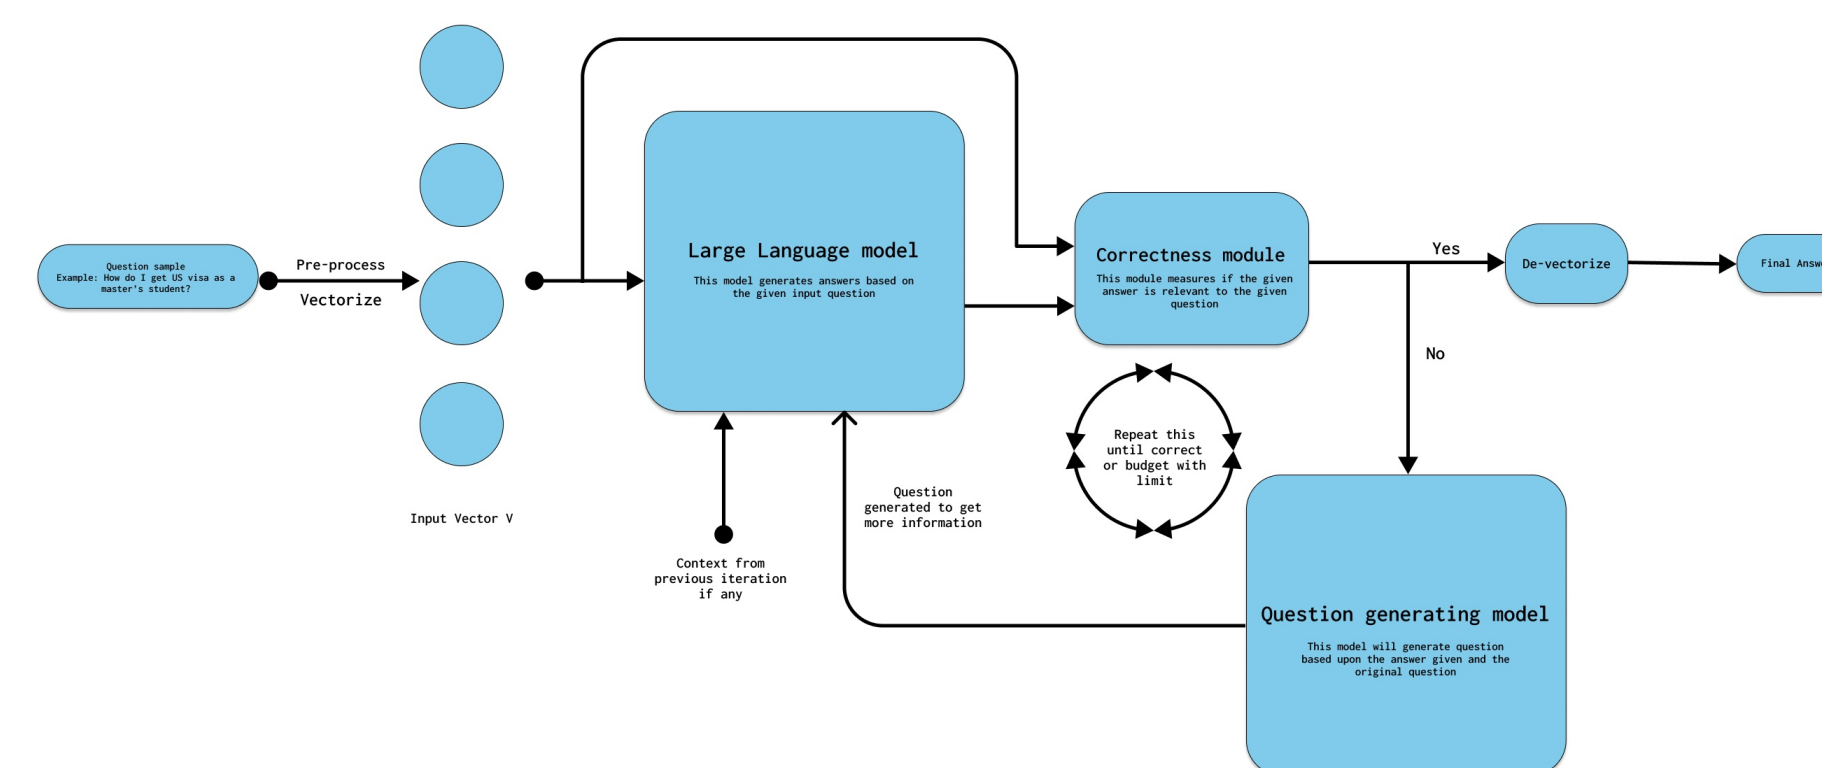 Question sample
Example: How do I get US visa as a
master's student?
Pre-process
Vectorize
Input Vector V
Large Language model
This model generates answers based on
the given input question
Context from
previous iteration
if any
Question
generated to get
more information
Correctness module
This module measures if the given
answer is relevant to the given
question
Repeat this
until correct
or budget with
limit
Yes
No
De-vectorize
Final
Question generating model
This model will generate question
based upon the answer given and the
original question